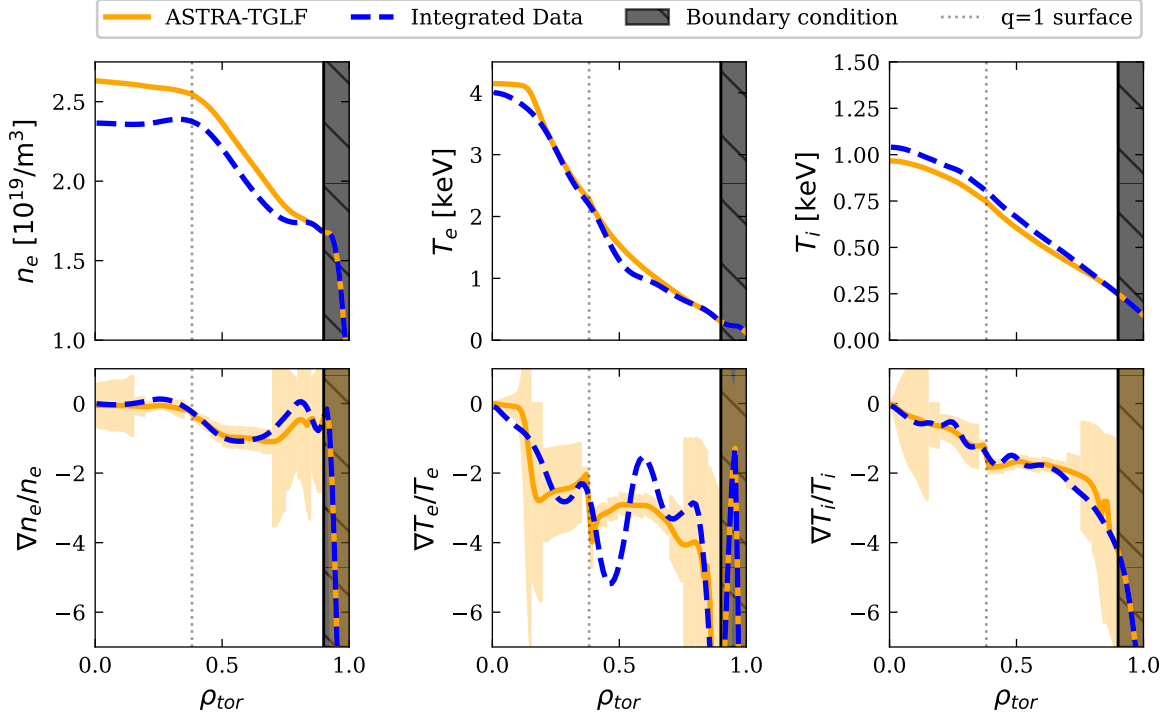 ASTRA-TGLF Integrated Data Boundary condition q=1 surface
n_e [10^19/m^3]
2.5
2.0
1.5
1.0
T_e [keV]
4
3
2
1
0
T_i [keV]
1.50
1.25
1.00
0.75
0.50
0.25
0.00
∇n_e/n_e
0
−2
−4
−6
0.0 0.5 1.0
ρ_tor
∇T_e/T_e
0
−2
−4
−6
0.0 0.5 1.0
ρ_tor
∇T_i/T_i
0
−2
−4
−6
0.0 0.5 1.0
ρ_tor